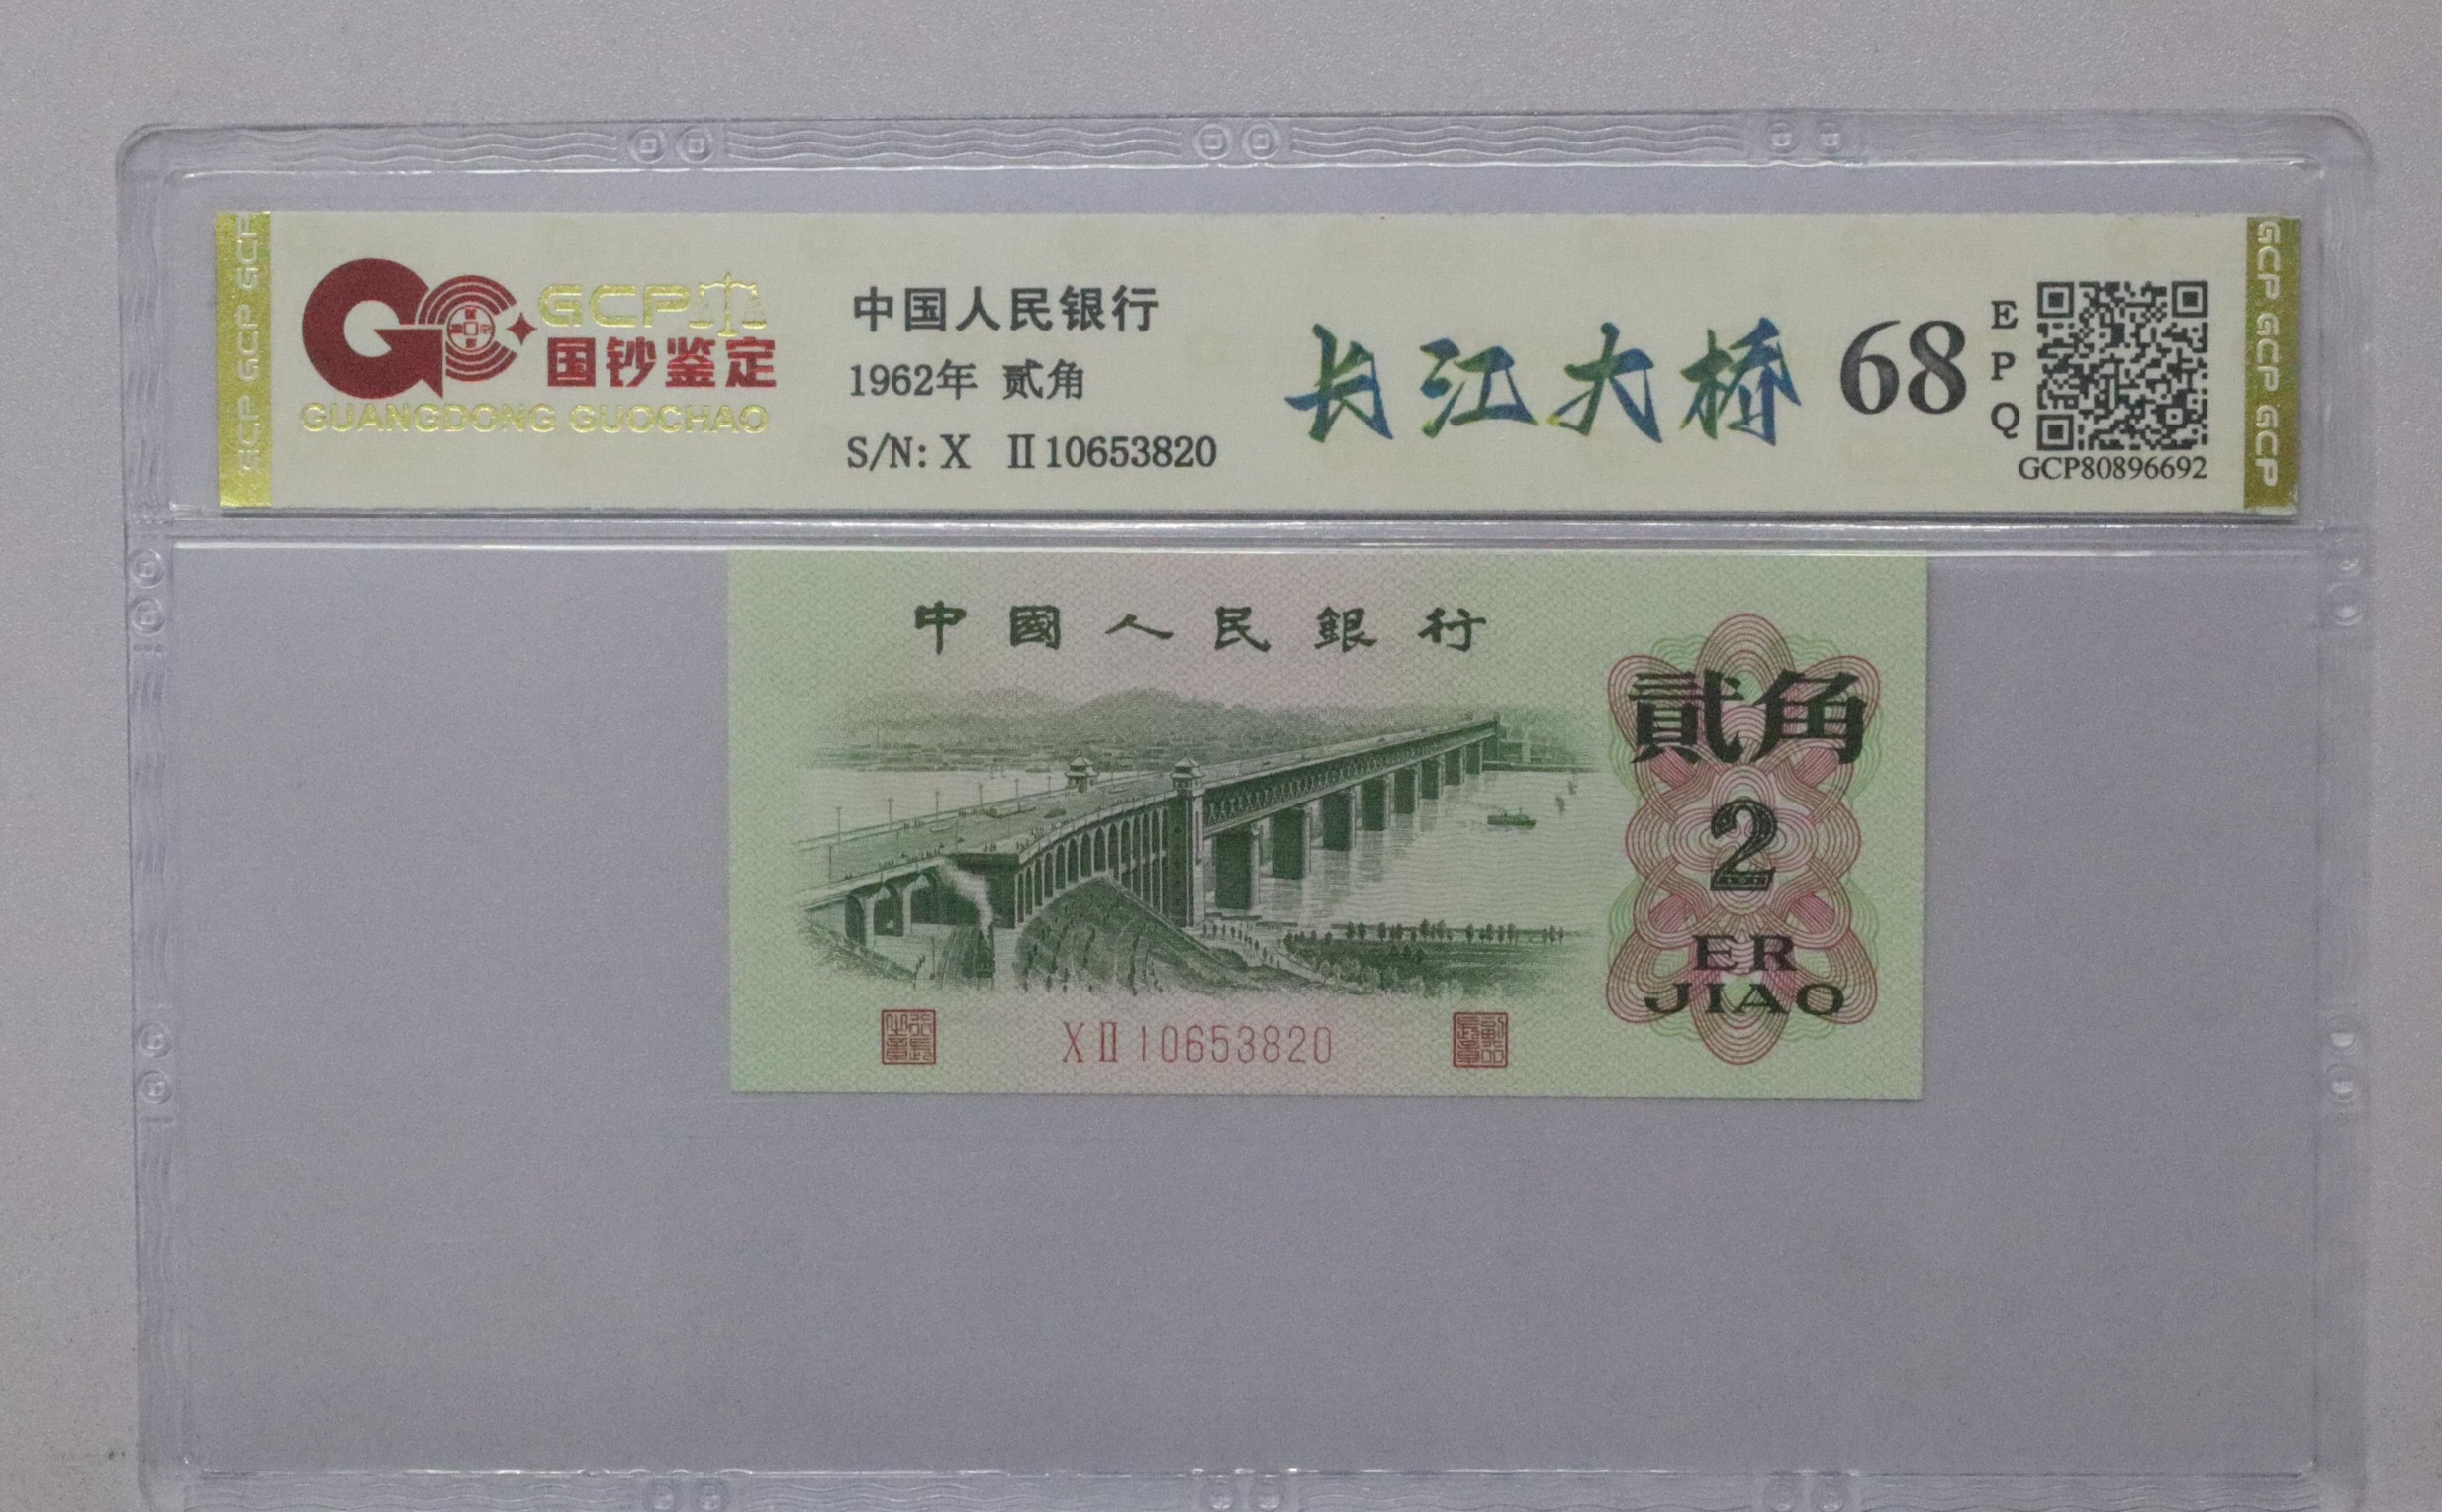 GCP GCP GCP
GCP
国钞鉴定
GUANGDONG GUOCHAO
中国人民银行
1962年 贰角
S/N: X Ⅱ10653820
长江大桥
68
EPQ
GCP80896692
GCP GCP GCP
中國人民銀行
貳角
2
ER
JIAO
XⅡ10653820